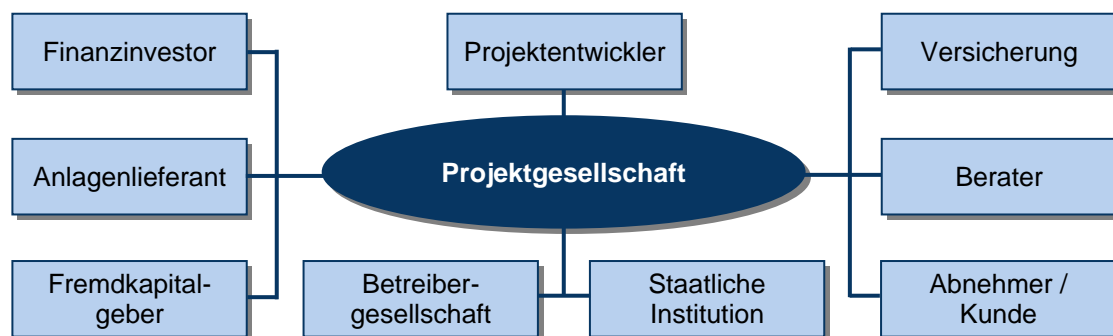 Finanzinvestor
Projektentwickler
Versicherung
Anlagenlieferant
Projektgesellschaft
Berater
Fremdkapital-
geber
Betreiber-
gesellschaft
Staatliche
Institution
Abnehmer /
Kunde